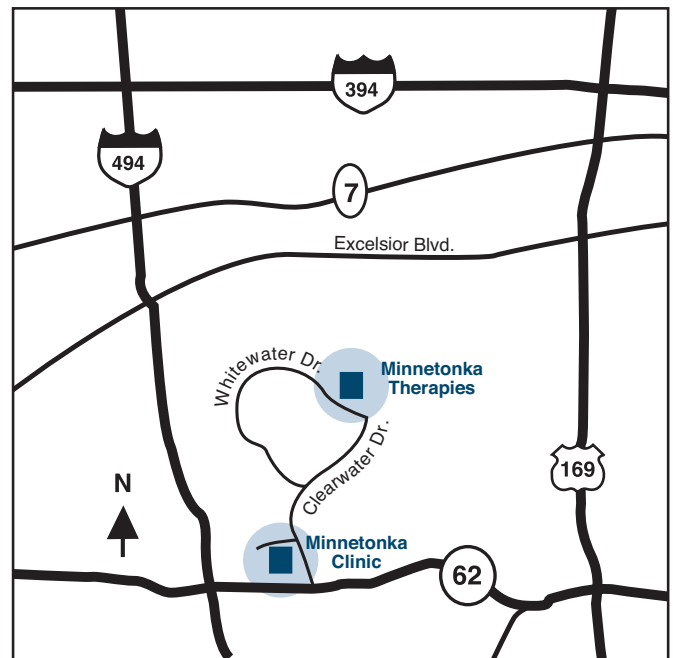 394
494
7
Excelsior Blvd.
Whitewater Dr.
Minnetonka
Therapies
Clearwater Dr.
169
N
Minnetonka
Clinic
62